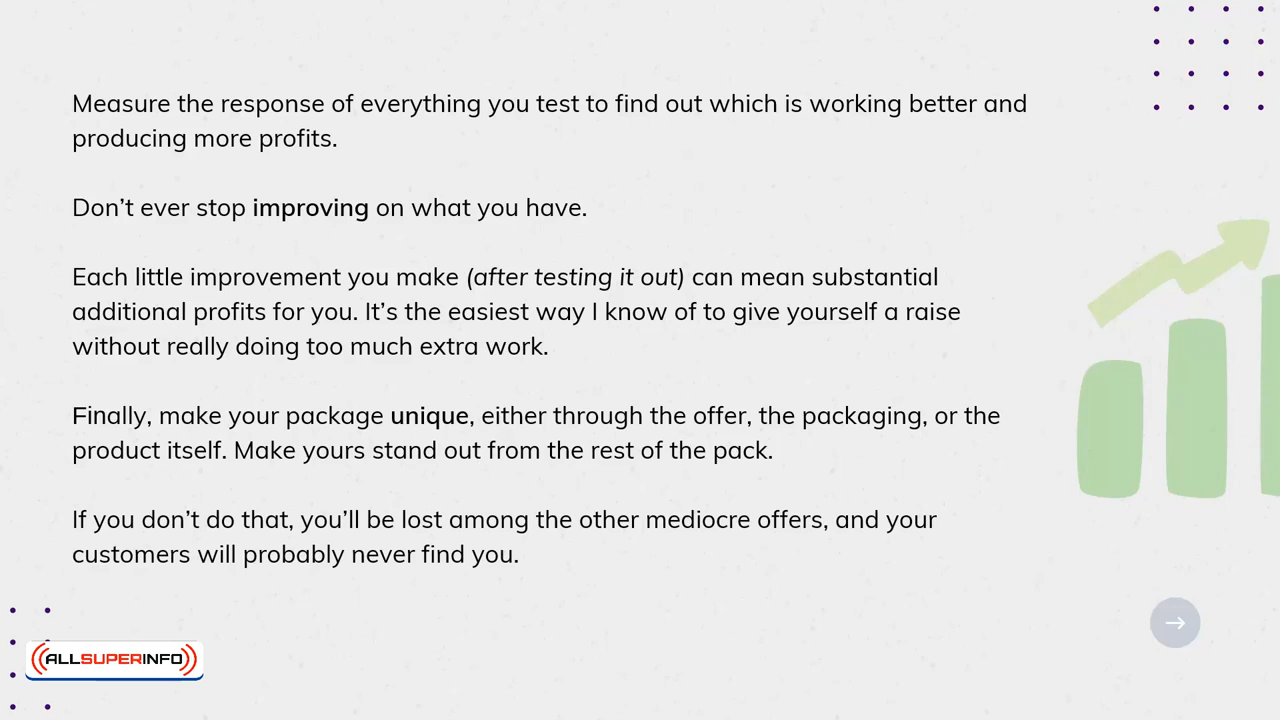 Measure the response of everything you test to find out which is working better and
producing more profits.
Don’t ever stop improving on what you have.
Each little improvement you make (after testing it out) can mean substantial
additional profits for you. It’s the easiest way I know of to give yourself a raise
without really doing too much extra work.
Finally, make your package unique, either through the offer, the packaging, or the
product itself. Make yours stand out from the rest of the pack.
If you don’t do that, you’ll be lost among the other mediocre offers, and your
customers will probably never find you.
ALLSUPERINFO